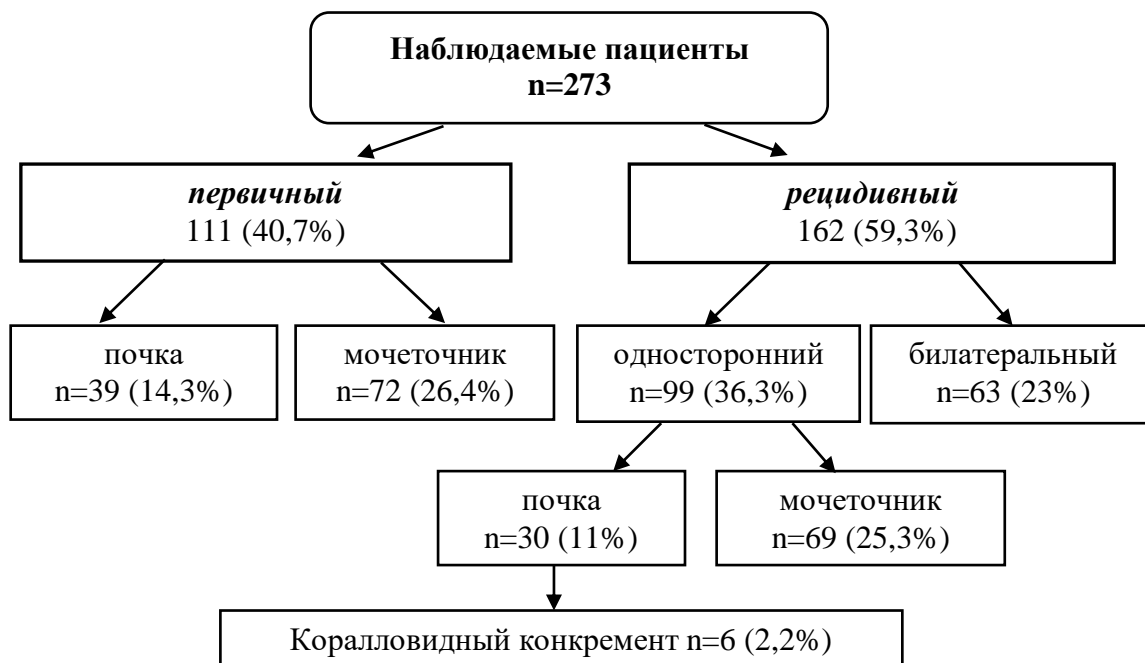 Наблюдаемые пациенты
n=273
первичный
111 (40,7%)
рецидивный
162 (59,3%)
почка
n=39 (14,3%)
мочеточник
n=72 (26,4%)
односторонний
n=99 (36,3%)
билатеральный
n=63 (23%)
почка
n=30 (11%)
мочеточник
n=69 (25,3%)
Коралловидный конкремент n=6 (2,2%)